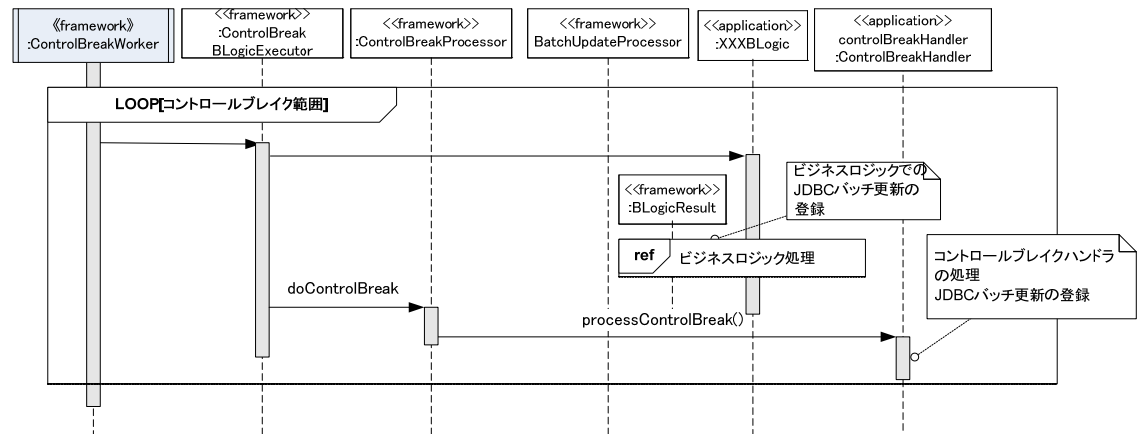 《framework》
:ControlBreakWorker
<<framework>>
:ControlBreak
BLogicExecutor
<<framework>>
:ControlBreakProcessor
<<framework>>
BatchUpdateProcessor
<<application>>
:XXXBLogic
<<application>>
controlBreakHandler
:ControlBreakHandler
LOOP[コントロールブレイク範囲]
ビジネスロジックでの
JDBCバッチ更新の
登録
<<framework>>
:BLogicResult
ref
ビジネスロジック処理
コントロールブレイクハンドラ
の処理
JDBCバッチ更新の登録
doControlBreak
processControlBreak()